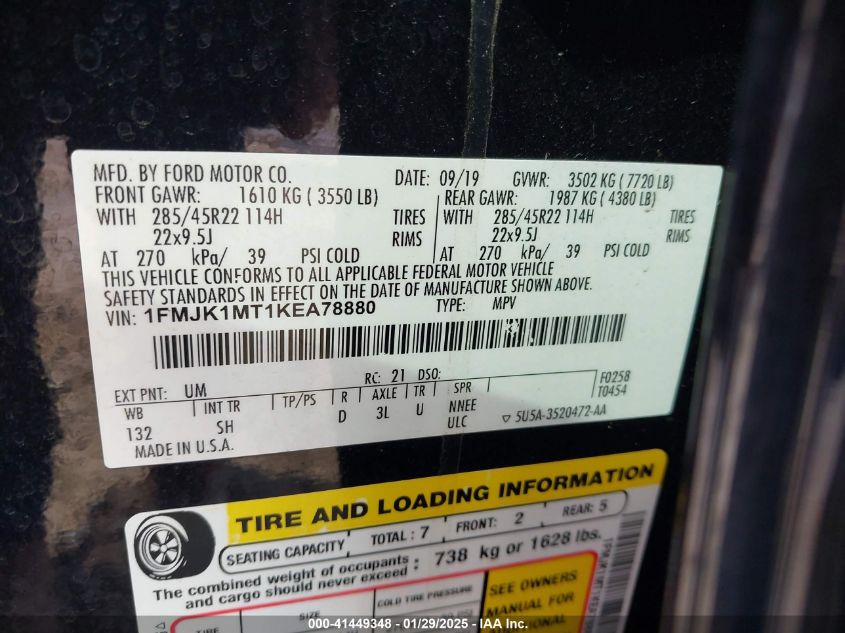 MFD. BY FORD MOTOR CO. DATE: 09/19 GVWR: 3502 KG ( 7720 LB)
FRONT GAWR: 1610 KG ( 3550 LB) REAR GAWR: 1987 KG ( 4380 LB)
WITH 285/45R22 114H TIRES WITH 285/45R22 114H TIRES
22x9.5J RIMS 22x9.5J RIMS
AT 270 kPa/ 39 PSI COLD AT 270 kPa/ 39 PSI COLD
THIS VEHICLE CONFORMS TO ALL APPLICABLE FEDERAL MOTOR VEHICLE
SAFETY STANDARDS IN EFFECT ON THE DATE OF MANUFACTURE SHOWN ABOVE.
VIN: 1FMJK1MT1KEA78880 TYPE: MPV
EXT PNT: UM RC: 21 DSO: F0258
WB INT TR TP/PS R AXLE TR SPR T0454
132 SH D 3L U NNEE
ULC ▽ 5U5A-3520472-AA
MADE IN U.S.A.
TIRE AND LOADING INFORMATION
SEATING CAPACITY TOTAL : 7 FRONT: 2 REAR: 5
The combined weight of occupants : 738 kg or 1628 lbs.
and cargo should never exceed
TIRE SIZE COLD TIRE PRESSURE SEE OWNERS
MANUAL FOR
000-41449348 - 01/29/2025 - IAA Inc.